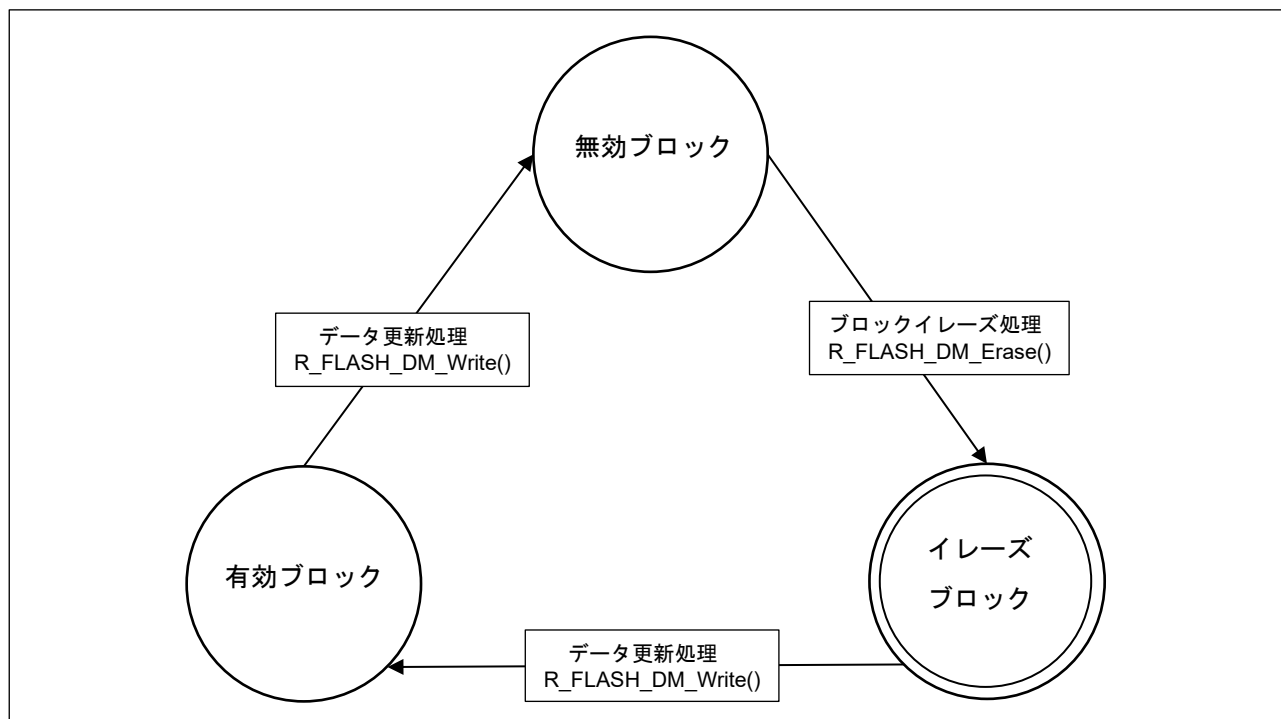 無効ブロック
データ更新処理
R_FLASH_DM_Write()
ブロックイレーズ処理
R_FLASH_DM_Erase()
有効ブロック
イレーズ
ブロック
データ更新処理
R_FLASH_DM_Write()